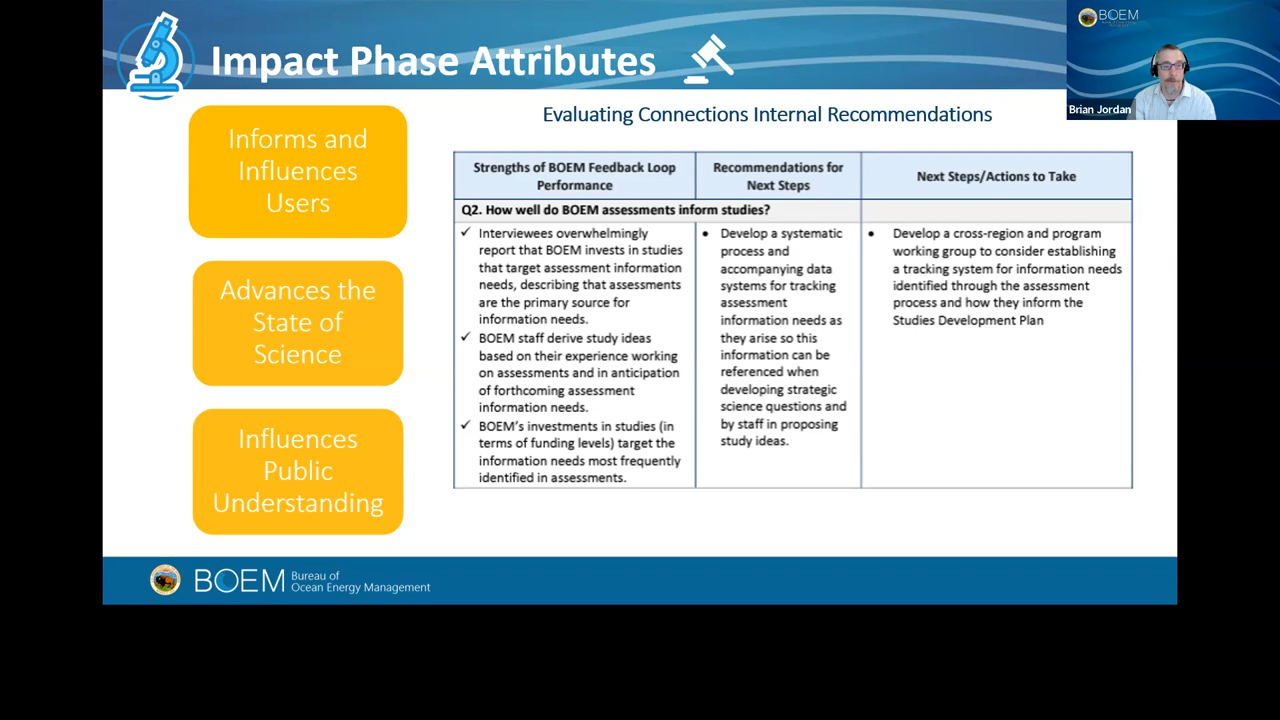 Impact Phase Attributes
BOEM
Brian Jordan
Informs and
Influences
Users
Advances the
State of
Science
Influences
Public
Understanding
Evaluating Connections Internal Recommendations
Strengths of BOEM Feedback Loop
Performance
Recommendations for
Next Steps
Next Steps/Actions to Take
Q2. How well do BOEM assessments inform studies?
✓ Interviewees overwhelmingly
report that BOEM invests in studies
that target assessment information
needs, describing that assessments
are the primary source for
information needs.
✓ BOEM staff derive study ideas
based on their experience working
on assessments and in anticipation
of forthcoming assessment
information needs.
✓ BOEM's investments in studies (in
terms of funding levels) target the
information needs most frequently
identified in assessments.
• Develop a systematic
process and
accompanying data
systems for tracking
assessment
information needs as
they arise so this
information can be
referenced when
developing strategic
science questions and
by staff in proposing
study ideas.
• Develop a cross-region and program
working group to consider establishing
a tracking system for information needs
identified through the assessment
process and how they inform the
Studies Development Plan
BOEM
Bureau of
Ocean Energy Management